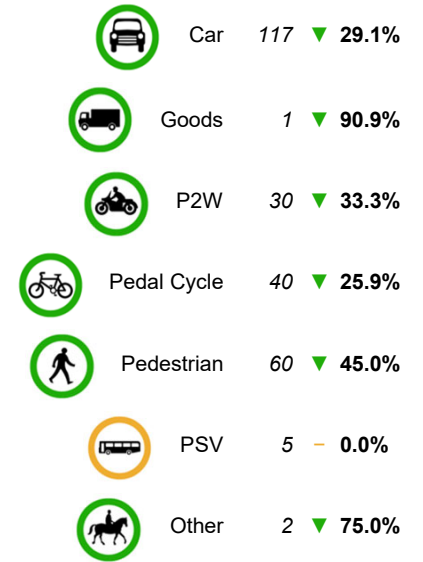 Car 117 ▼ 29.1%
Goods 1 ▼ 90.9%
P2W 30 ▼ 33.3%
Pedal Cycle 40 ▼ 25.9%
Pedestrian 60 ▼ 45.0%
PSV 5 – 0.0%
Other 2 ▼ 75.0%